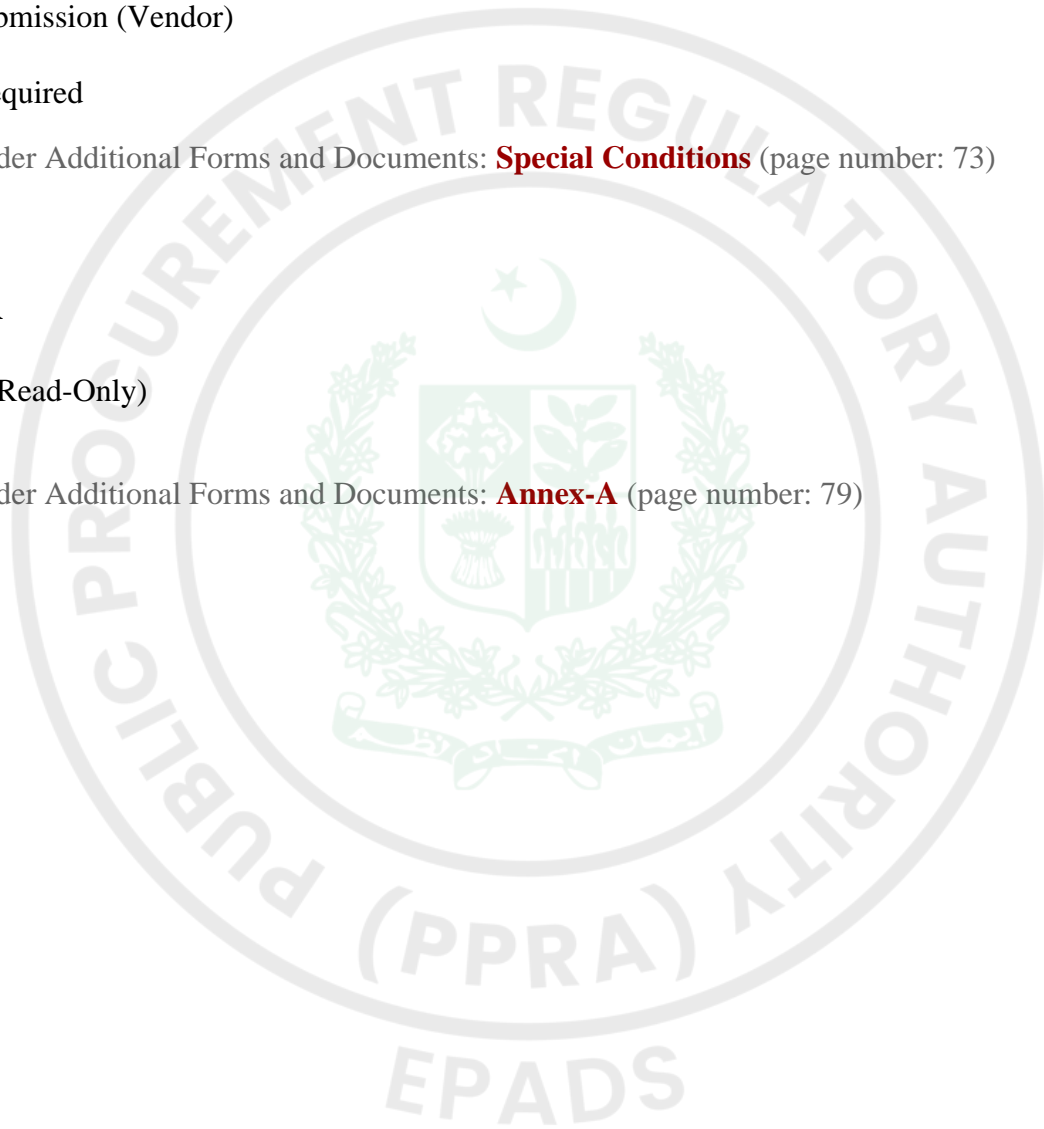 bmission (Vendor)
equired
der Additional Forms and Documents: Special Conditions (page number: 73)
Read-Only)
der Additional Forms and Documents: Annex-A (page number: 79)
PUBLIC PROCUREMENT REGULATORY AUTHORITY
(PPRA)
EPADS